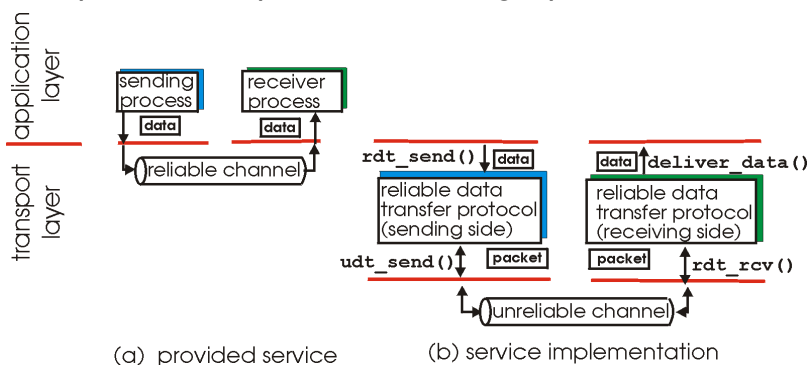 application
layer
transport
layer
sending
process
receiver
process
data
data
reliable channel
(a) provided service
rdt_send()
data
data
deliver_data()
reliable data
transfer protocol
(sending side)
reliable data
transfer protocol
(receiving side)
udt_send()
packet
packet
rdt_rcv()
unreliable channel
(b) service implementation